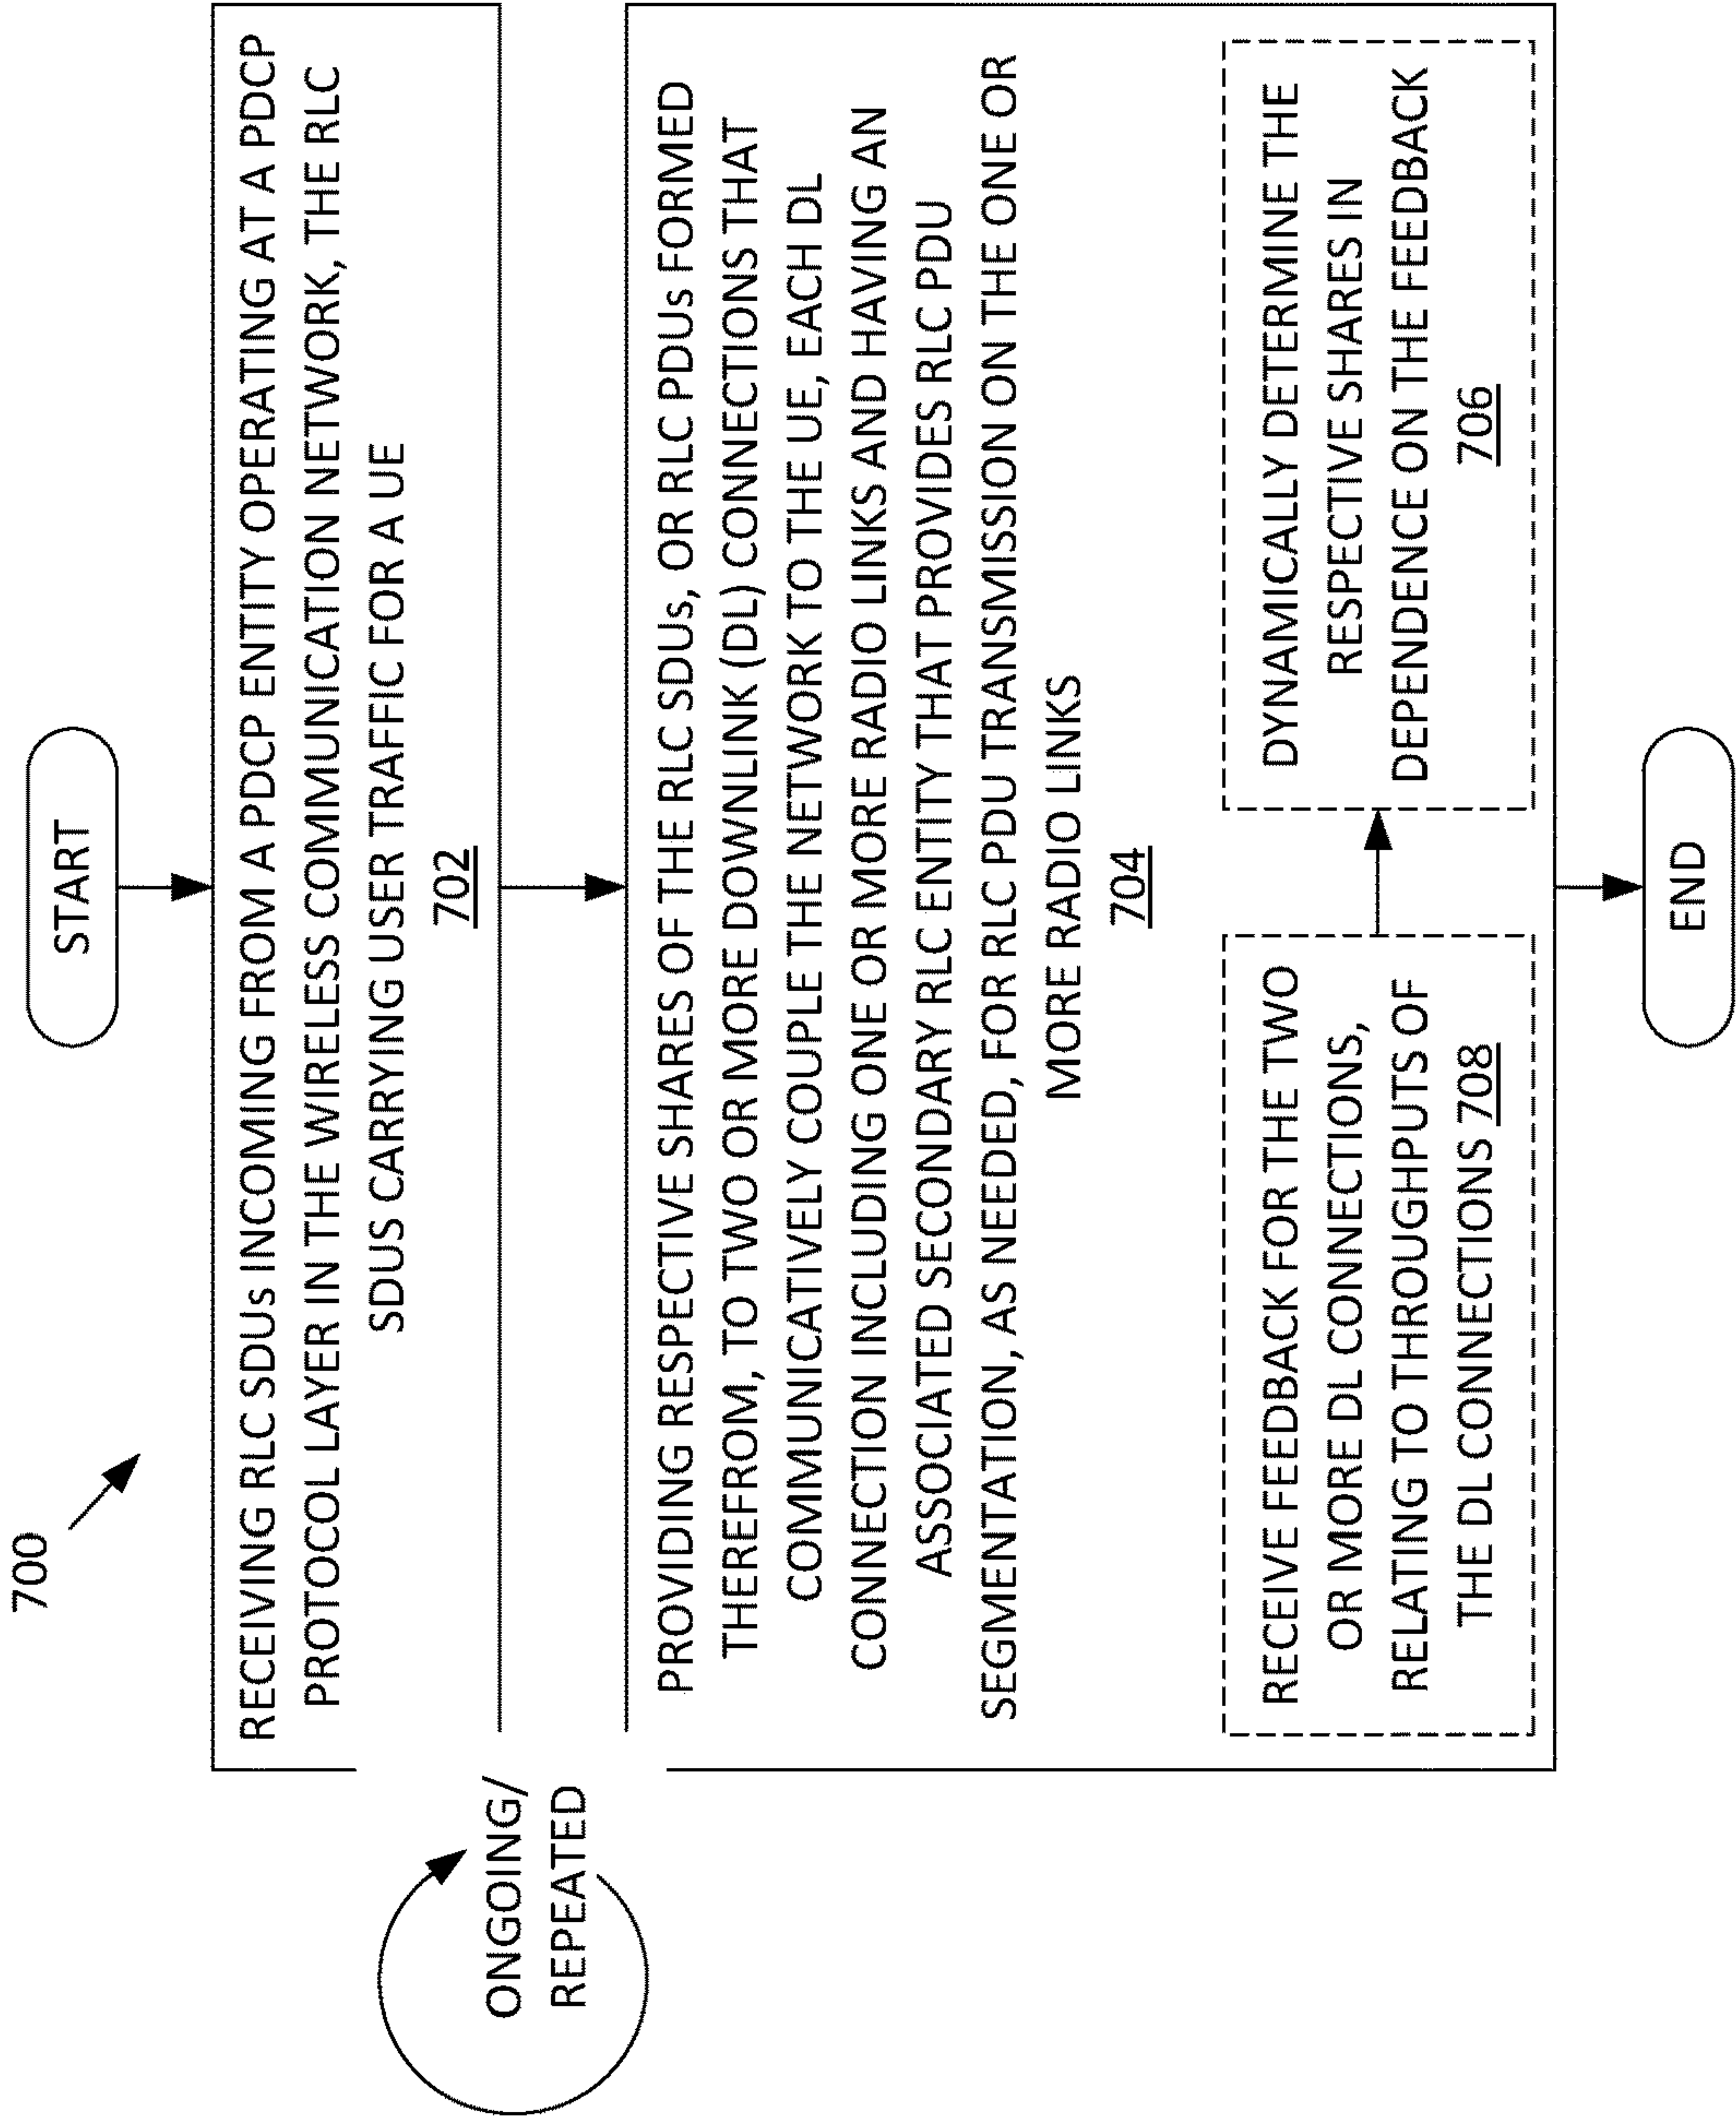 700
START
RECEIVING RLC SDUs INCOMING FROM A PDCP ENTITY OPERATING AT A PDCP
PROTOCOL LAYER IN THE WIRELESS COMMUNICATION NETWORK, THE RLC
SDUS CARRYING USER TRAFFIC FOR A UE
702
ONGOING/
REPEATED
PROVIDING RESPECTIVE SHARES OF THE RLC SDUs, OR RLC PDUs FORMED
THEREFROM, TO TWO OR MORE DOWNLINK (DL) CONNECTIONS THAT
COMMUNICATIVELY COUPLE THE NETWORK TO THE UE, EACH DL
CONNECTION INCLUDING ONE OR MORE RADIO LINKS AND HAVING AN
ASSOCIATED SECONDARY RLC ENTITY THAT PROVIDES RLC PDU
SEGMENTATION, AS NEEDED, FOR RLC PDU TRANSMISSION ON THE ONE OR
MORE RADIO LINKS
704
RECEIVE FEEDBACK FOR THE TWO
OR MORE DL CONNECTIONS,
RELATING TO THROUGHPUTS OF
THE DL CONNECTIONS 708
DYNAMICALLY DETERMINE THE
RESPECTIVE SHARES IN
DEPENDENCE ON THE FEEDBACK
706
END